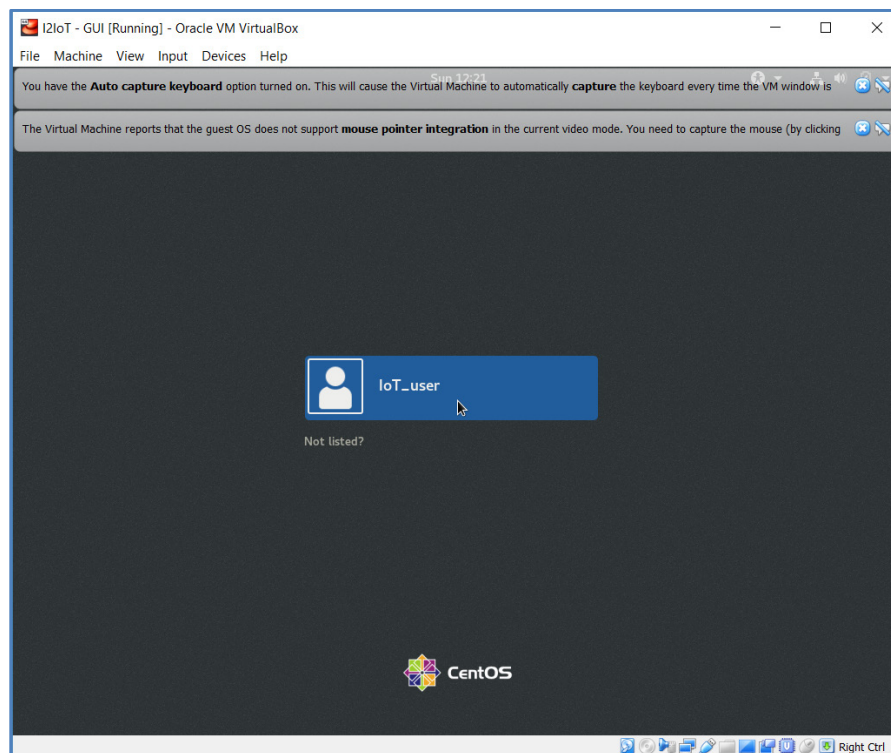 I2IoT - GUI [Running] - Oracle VM VirtualBox
File Machine View Input Devices Help
Sun 12:21
You have the Auto capture keyboard option turned on. This will cause the Virtual Machine to automatically capture the keyboard every time the VM window is
The Virtual Machine reports that the guest OS does not support mouse pointer integration in the current video mode. You need to capture the mouse (by clicking
IoT_user
Not listed?
CentOS
Right Ctrl